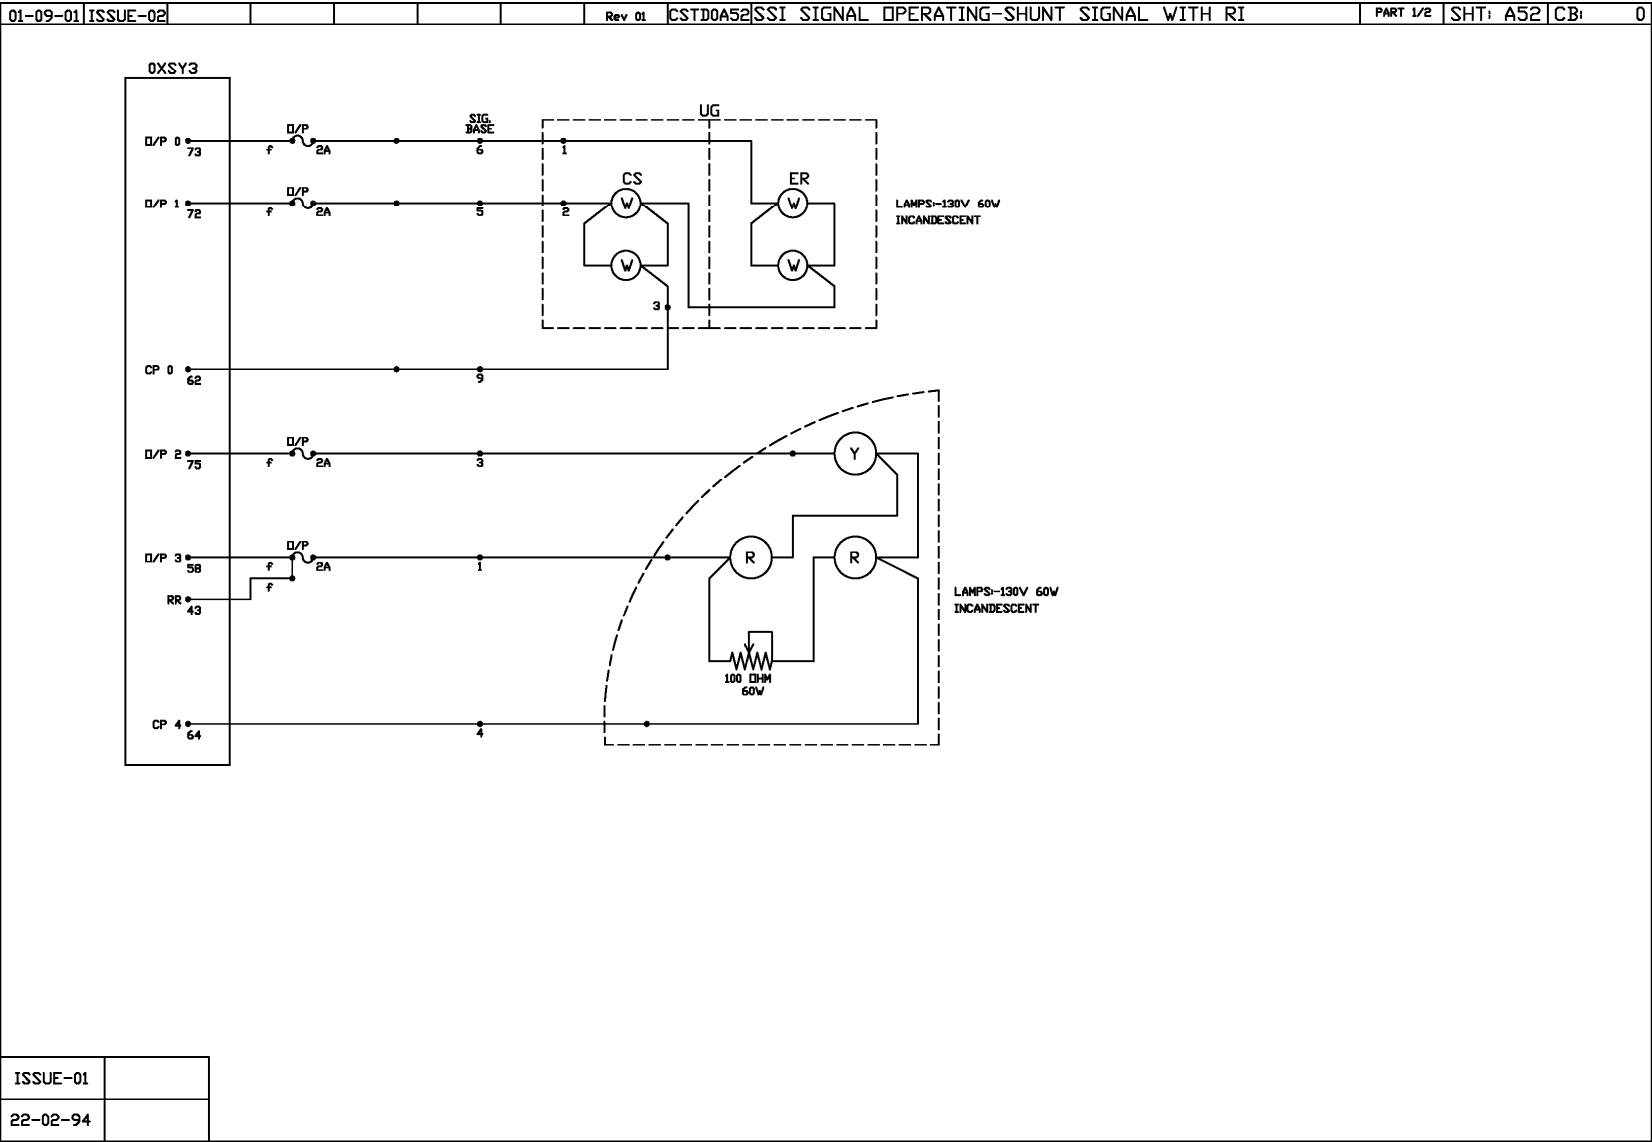 01-09-01 ISSUE-02 Rev 01 CSTD0A52 SSI SIGNAL OPERATING-SHUNT SIGNAL WITH RI PART 1/2 SHT: A52 CB: 0
0XSY3
UG
SIG.
BASE
O/P
O/P 0
73
f
2A
6
1
CS
ER
O/P
O/P 1
72
f
2A
5
2
W
W
LAMPS:-130V 60W
INCANDESCENT
W
W
3
CP 0
62
9
O/P
O/P 2
75
f
2A
3
Y
O/P
O/P 3
58
f
2A
1
R
R
f
RR
43
LAMPS:-130V 60W
INCANDESCENT
100 OHM
60W
CP 4
64
4
ISSUE-01
22-02-94